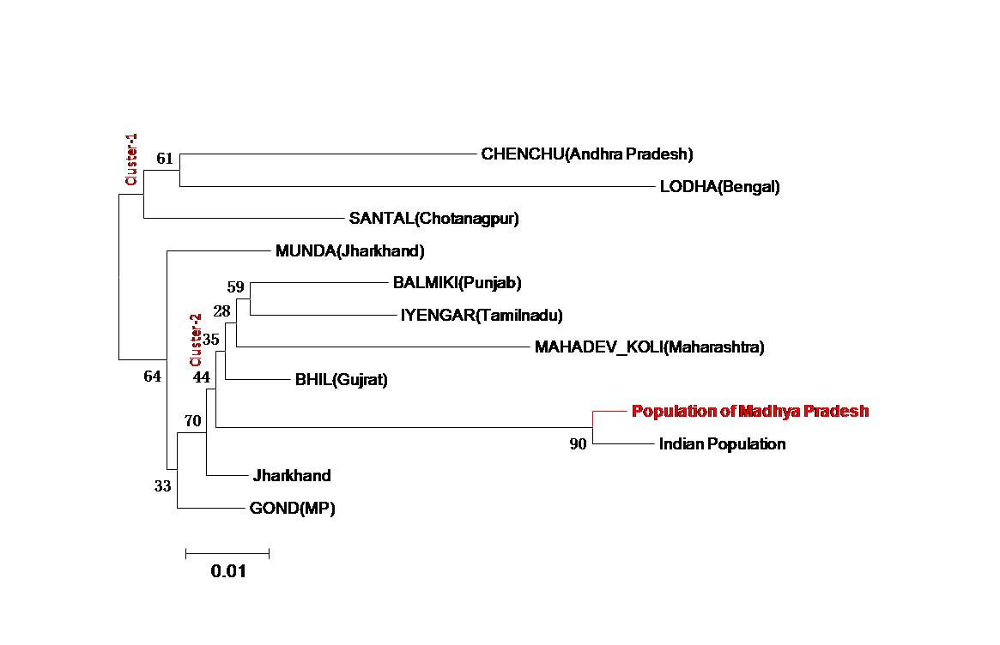 Cluster-1
61
CHENCHU(Andhra Pradesh)
LODHA(Bengal)
SANTAL(Chotanagpur)
MUNDA(Jharkhand)
59
BALMIKI(Punjab)
28
IYENGAR(Tamilnadu)
Cluster-2
35
MAHADEV_KOLI(Maharashtra)
64
44
BHIL(Gujrat)
70
Population of Madhya Pradesh
90
Indian Population
Jharkhand
33
GOND(MP)
0.01